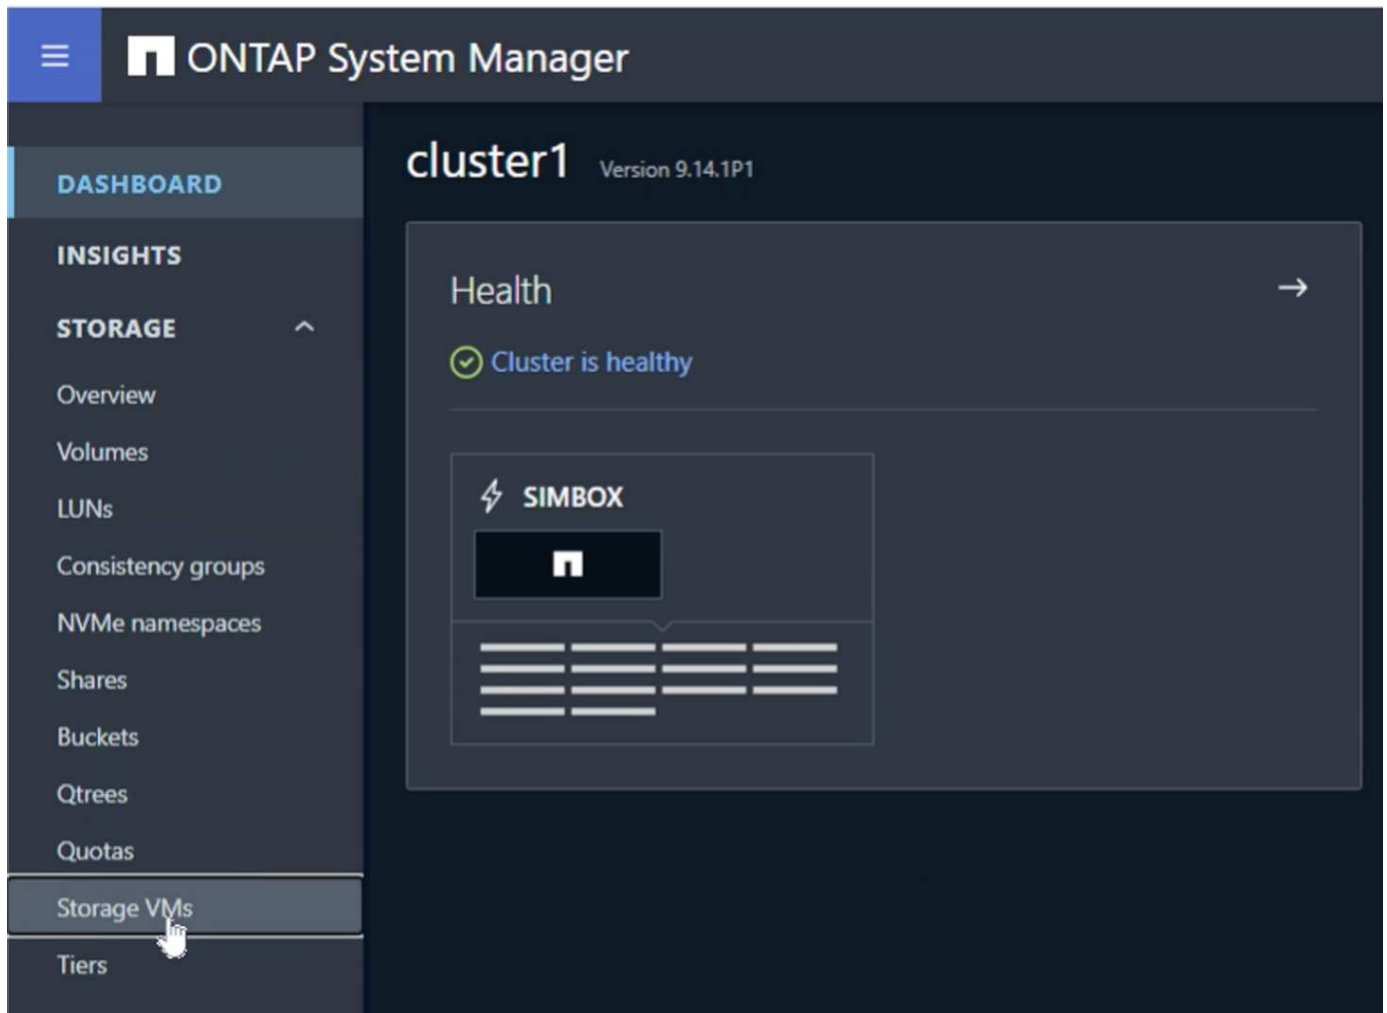 ONTAP System Manager
DASHBOARD
INSIGHTS
STORAGE
Overview
Volumes
LUNs
Consistency groups
NVMe namespaces
Shares
Buckets
Qtrees
Quotas
Storage VMs
Tiers
cluster1 Version 9.14.1P1
Health
Cluster is healthy
SIMBOX